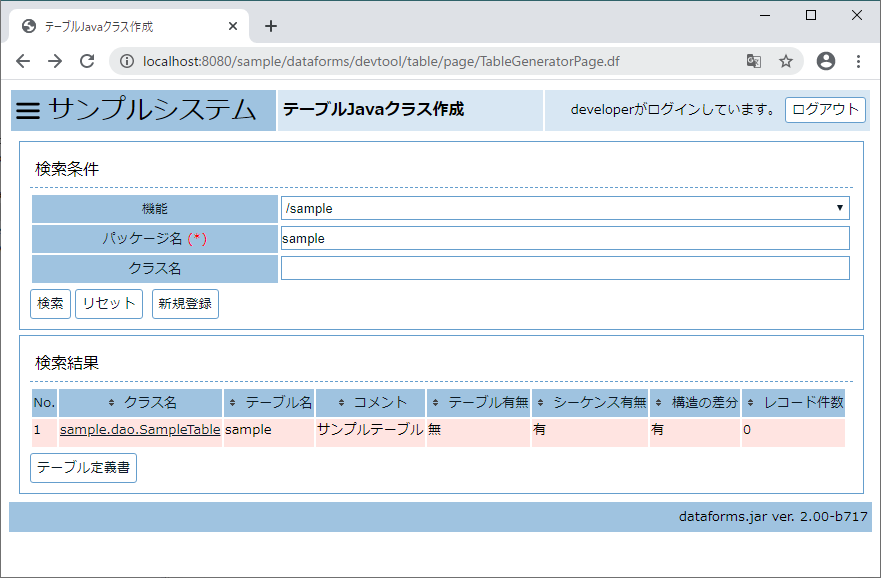 テーブルJavaクラス作成
localhost:8080/sample/dataforms/devtool/table/page/TableGeneratorPage.df
サンプルシステム テーブルJavaクラス作成 developerがログインしています。 ログアウト
検索条件
機能 /sample
パッケージ名 (*) sample
クラス名
検索 リセット 新規登録
検索結果
No. クラス名 テーブル名 コメント テーブル有無 シーケンス有無 構造の差分 レコード件数
1 sample.dao.SampleTable sample サンプルテーブル 無 有 有 0
テーブル定義書
dataforms.jar ver. 2.00-b717